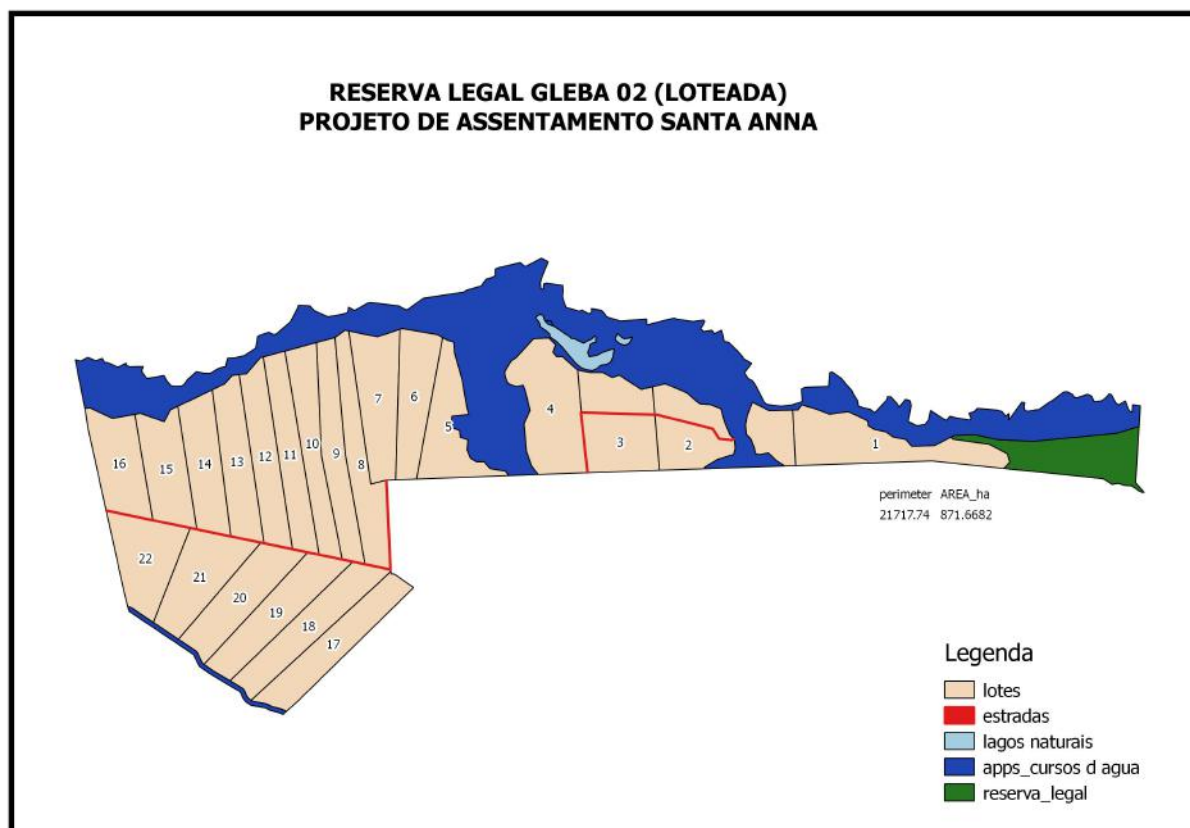 RESERVA LEGAL GLEBA 02 (LOTEADA)
PROJETO DE ASSENTAMENTO SANTA ANNA
7
6
5
4
3
2
1
16
15
14
13
12
11
10
9
8
perimeter AREA_ha
21717.74 871.6682
22
21
20
19
18
17
Legenda
lotes
estradas
lagos naturais
apps_cursos d agua
reserva_legal